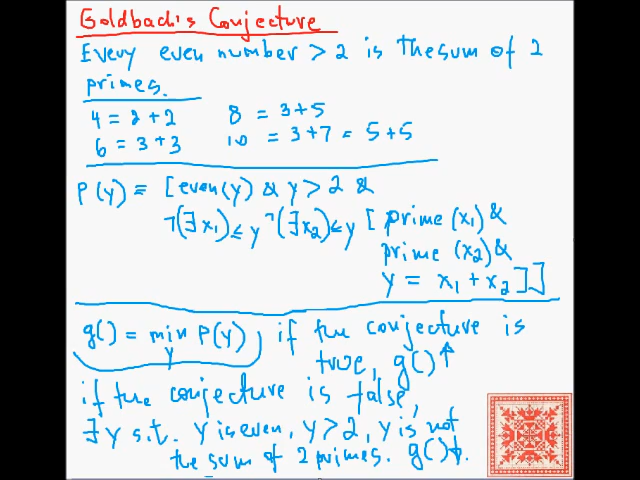 Goldbach's Conjecture
Every even number > 2 is the sum of 2
primes.
4 = 2 + 2 8 = 3 + 5
6 = 3 + 3 10 = 3 + 7 = 5 + 5
P(y) ≡ [even(y) & y > 2 &
¬(∃x₁)≤y ¬(∃x₂)≤y [prime (x₁) &
prime (x₂) &
y = x₁ + x₂]]
g() = min P(y) if the conjecture is
y
true, g()↑
if the conjecture is false,
∃ y s.t. y is even, y > 2, y is not
the sum of 2 primes. g()↓.